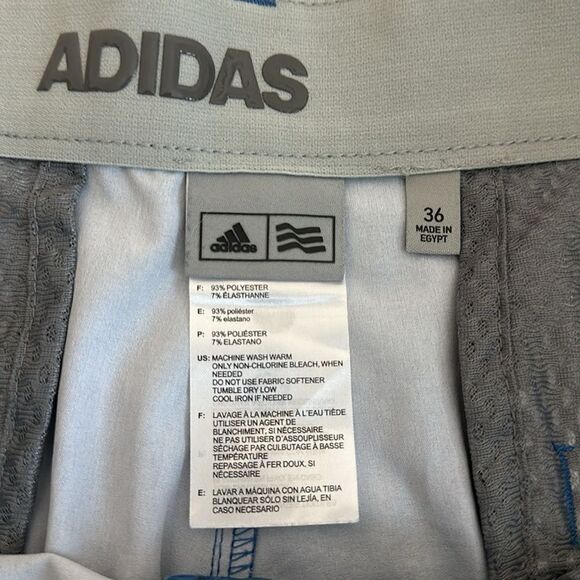 ADIDAS
adidas
36
MADE IN
EGYPT
F: 93% POLYESTER
7% ÉLASTHANNE
E: 93% poliéster
7% elastano
P: 93% POLIÉSTER
7% ELASTANO
US: MACHINE WASH WARM
ONLY NON-CHLORINE BLEACH, WHEN
NEEDED
DO NOT USE FABRIC SOFTENER
TUMBLE DRY LOW
COOL IRON IF NEEDED
F: LAVAGE À LA MACHINE À L'EAU TIÈDE
UTILISER UN AGENT DE
BLANCHIMENT, SI NÉCESSAIRE
NE PAS UTILISER D'ASSOUPLISEUR
SÉCHAGE PAR CULBUTAGE À BASSE
TEMPÉRATURE
REPASSAGE À FER DOUX, SI
NÉCESSAIRE
E: LAVAR A MÁQUINA CON AGUA TIBIA
BLANQUEAR SÓLO SIN LEJÍA, EN
CASO NECESARIO